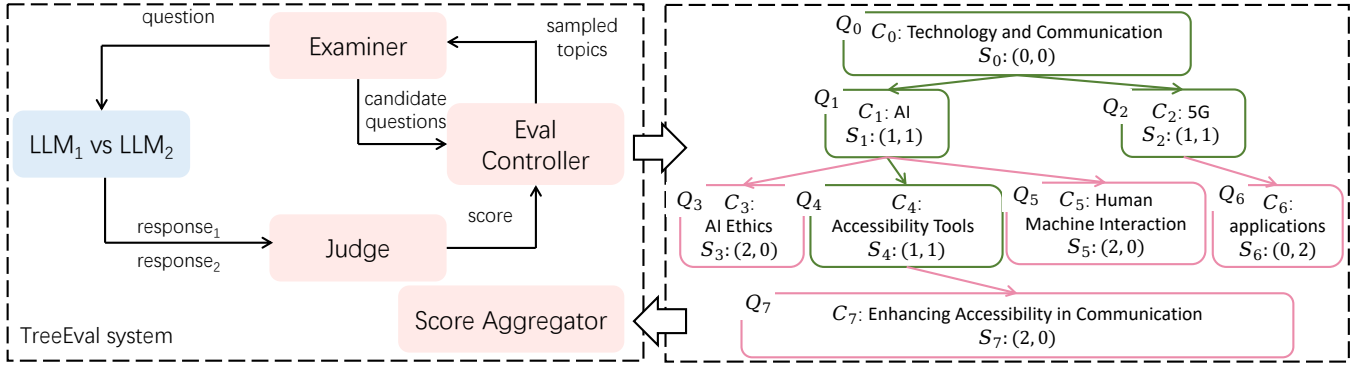 question
Examiner
sampled
topics
candidate
questions
LLM₁ vs LLM₂
Eval
Controller
response₁
response₂
Judge
score
Score Aggregator
TreeEval system
Q₀
C₀: Technology and Communication
S₀: (0, 0)
Q₁
C₁: AI
S₁: (1, 1)
Q₂
C₂: 5G
S₂: (1, 1)
Q₃
C₃:
AI Ethics
S₃: (2, 0)
Q₄
C₄:
Accessibility Tools
S₄: (1, 1)
Q₅
C₅: Human
Machine Interaction
S₅: (2, 0)
Q₆
C₆:
applications
S₆: (0, 2)
Q₇
C₇: Enhancing Accessibility in Communication
S₇: (2, 0)